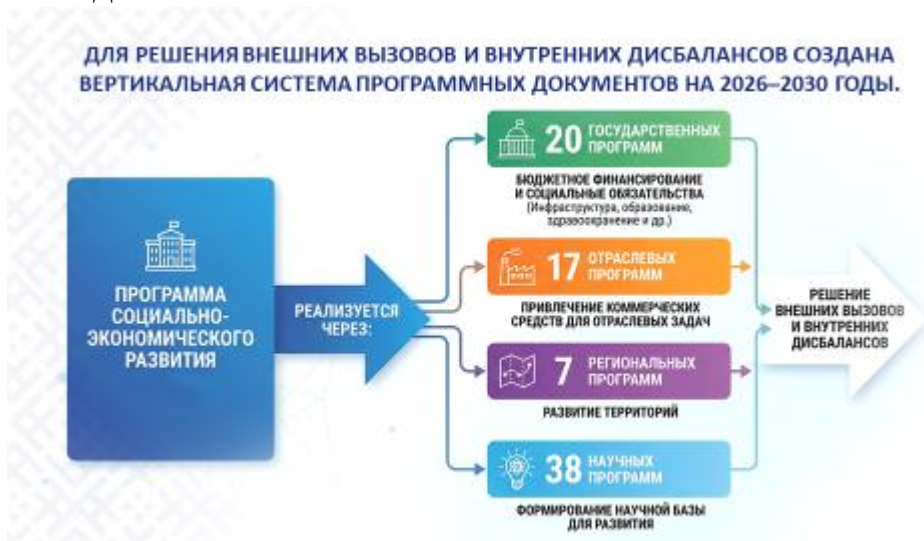 ДЛЯ РЕШЕНИЯ ВНЕШНИХ ВЫЗОВОВ И ВНУТРЕННИХ ДИСБАЛАНСОВ СОЗДАНА
ВЕРТИКАЛЬНАЯ СИСТЕМА ПРОГРАММНЫХ ДОКУМЕНТОВ НА 2026–2030 ГОДЫ.
ПРОГРАММА
СОЦИАЛЬНО-
ЭКОНОМИЧЕСКОГО
РАЗВИТИЯ
РЕАЛИЗУЕТСЯ
ЧЕРЕЗ:
20 ГОСУДАРСТВЕННЫХ
ПРОГРАММ
БЮДЖЕТНОЕ ФИНАНСИРОВАНИЕ
И СОЦИАЛЬНЫЕ ОБЯЗАТЕЛЬСТВА
(Инфраструктура, образование,
здравоохранение и др.)
17 ОТРАСЛЕВЫХ
ПРОГРАММ
ПРИВЛЕЧЕНИЕ КОММЕРЧЕСКИХ
СРЕДСТВ ДЛЯ ОТРАСЛЕВЫХ ЗАДАЧ
7 РЕГИОНАЛЬНЫХ
ПРОГРАММ
РАЗВИТИЕ ТЕРРИТОРИЙ
38 НАУЧНЫХ
ПРОГРАММ
ФОРМИРОВАНИЕ НАУЧНОЙ БАЗЫ
ДЛЯ РАЗВИТИЯ
РЕШЕНИЕ
ВНЕШНИХ ВЫЗОВОВ
И ВНУТРЕННИХ
ДИСБАЛАНСОВ